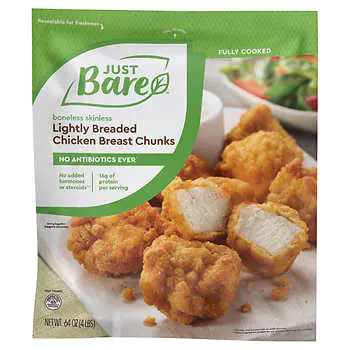 Resealable for Freshness
FULLY COOKED
JUST
Bare
boneless skinless
Lightly Breaded
Chicken Breast Chunks
NO ANTIBIOTICS EVER
No added
hormones
or steroids**
16g of
protein
per serving
NET WT. 64 OZ (4 LBS)